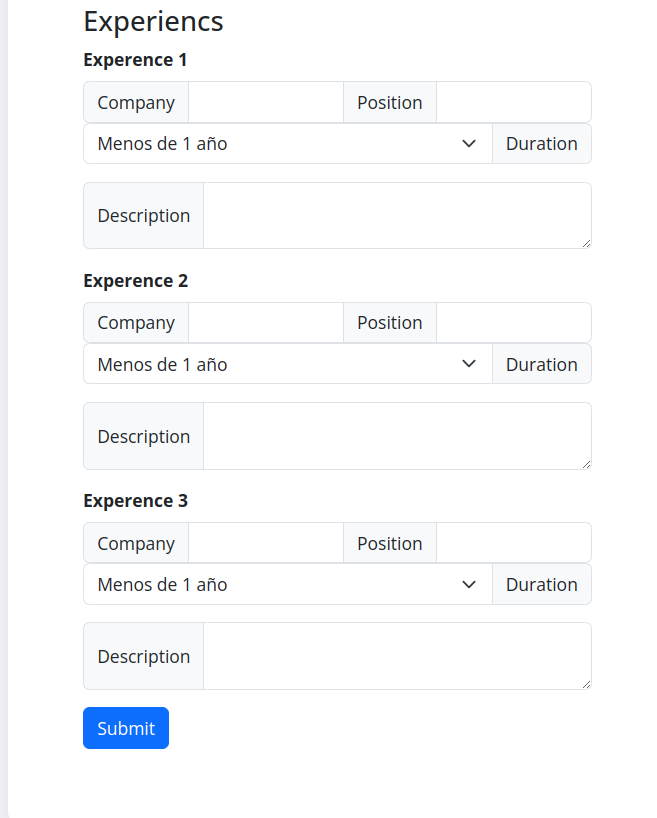 Experiencs
Experence 1
Company Position
Menos de 1 año Duration
Description
Experence 2
Company Position
Menos de 1 año Duration
Description
Experence 3
Company Position
Menos de 1 año Duration
Description
Submit